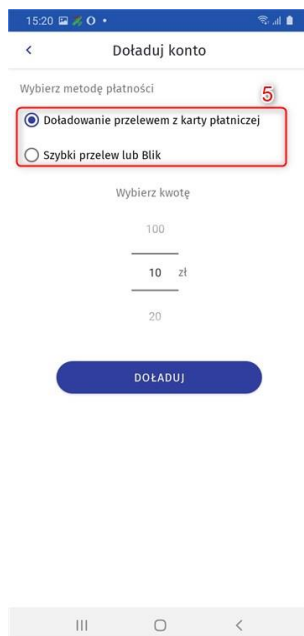 15:20
Doładuj konto
Wybierz metodę płatności
5
Doładowanie przelewem z karty płatniczej
Szybki przelew lub Blik
Wybierz kwotę
100
10 zł
20
DOŁADUJ